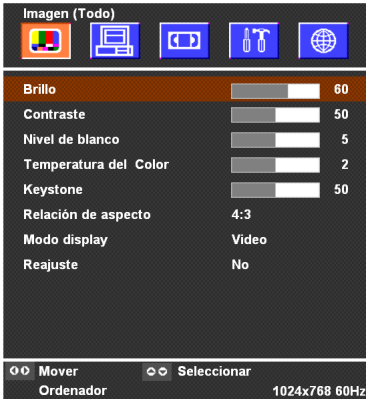 Imagen (Todo)
Brillo 60
Contraste 50
Nivel de blanco 5
Temperatura del Color 2
Keystone 50
Relación de aspecto 4:3
Modo display Video
Reajuste No
Mover Seleccionar
Ordenador 1024x768 60Hz